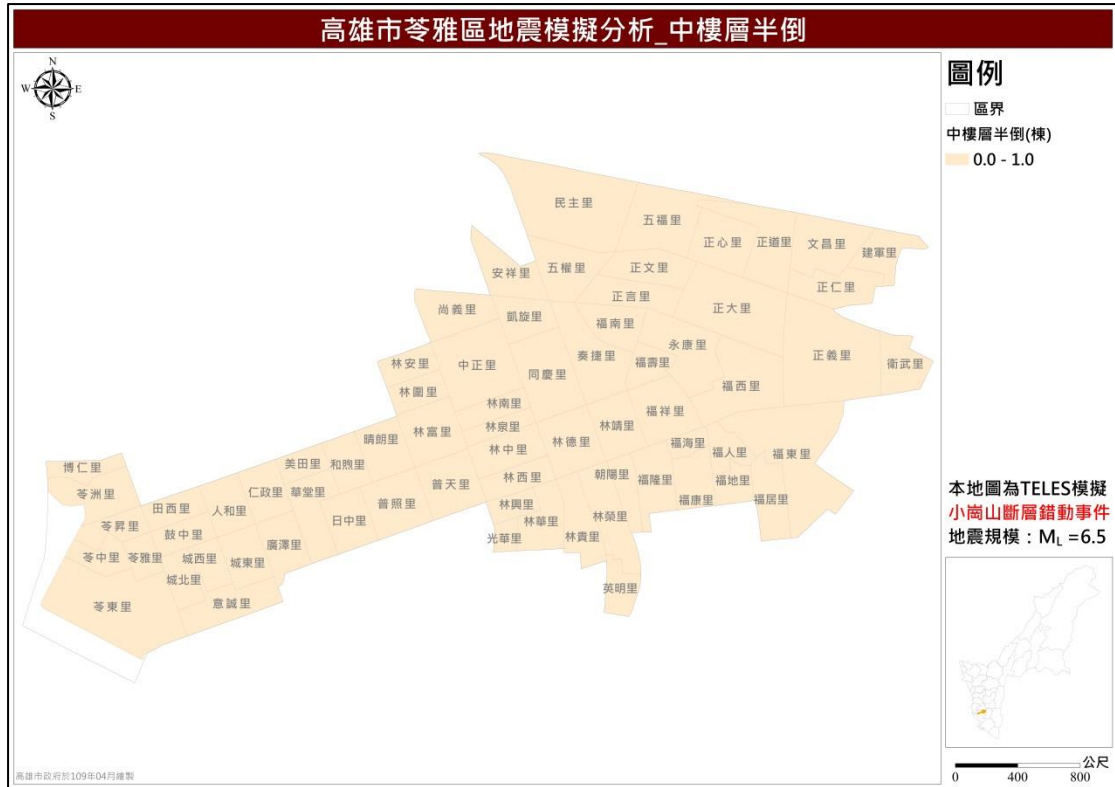 高雄市苓雅區地震模擬分析_中樓層半倒
N
W
E
S
圖例
區界
中樓層半倒(棟)
0.0 - 1.0
民主里
五福里
正心里
正道里
文昌里
建軍里
安祥里
五權里
正文里
正仁里
尚義里
凱旋里
正言里
正大里
福南里
永康里
林安里
中正里
同慶里
奏捷里
福壽里
正義里
衛武里
林圍里
福西里
林南里
晴朗里
林富里
林泉里
林德里
林靖里
福祥里
林中里
福海里
福人里
福東里
博仁里
美田里
和煦里
苓洲里
仁政里
華堂里
普照里
普天里
林西里
朝陽里
福隆里
福地里
田西里
人和里
林興里
福康里
福居里
苓昇里
鼓中里
日中里
林華里
林榮里
廣澤里
光華里
林貴里
苓中里
苓雅里
城西里
城東里
城北里
英明里
苓東里
意誠里
本地圖為TELES模擬
小崗山斷層錯動事件
地震規模：ML =6.5
公尺
0
400
800
高雄市政府於109年04月繪製